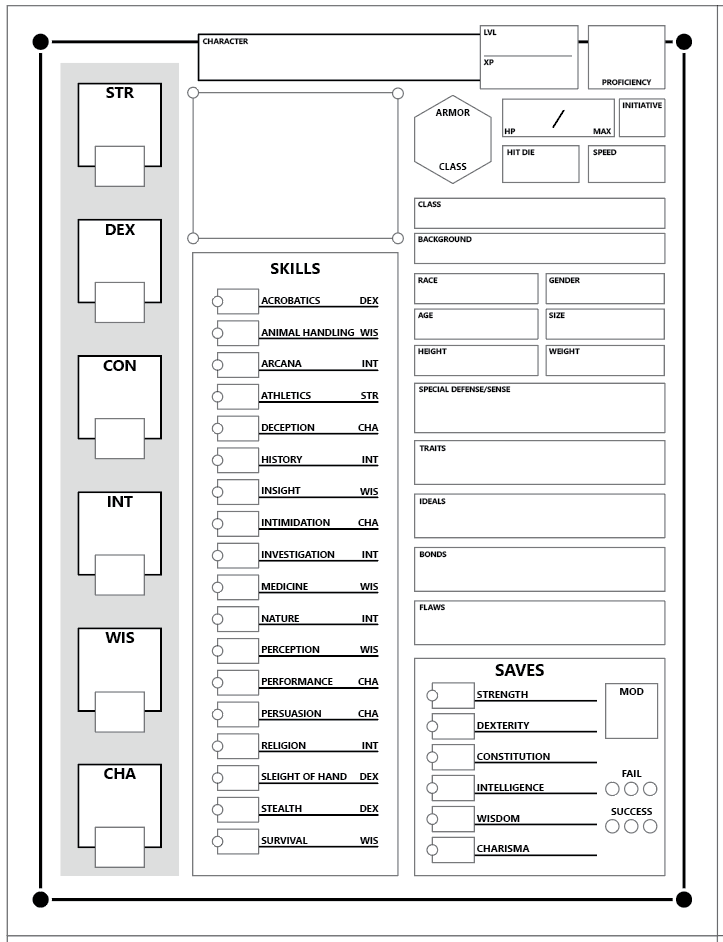 CHARACTER
LVL
XP
PROFICIENCY
STR
DEX
CON
INT
WIS
CHA
ARMOR
CLASS
HP / MAX
INITIATIVE
HIT DIE
SPEED
CLASS
BACKGROUND
RACE
GENDER
AGE
SIZE
HEIGHT
WEIGHT
SPECIAL DEFENSE/SENSE
TRAITS
IDEALS
BONDS
FLAWS
SKILLS
ACROBATICS DEX
ANIMAL HANDLING WIS
ARCANA INT
ATHLETICS STR
DECEPTION CHA
HISTORY INT
INSIGHT WIS
INTIMIDATION CHA
INVESTIGATION INT
MEDICINE WIS
NATURE INT
PERCEPTION WIS
PERFORMANCE CHA
PERSUASION CHA
RELIGION INT
SLEIGHT OF HAND DEX
STEALTH DEX
SURVIVAL WIS
SAVES
STRENGTH
DEXTERITY
CONSTITUTION
INTELLIGENCE
WISDOM
CHARISMA
MOD
FAIL
SUCCESS